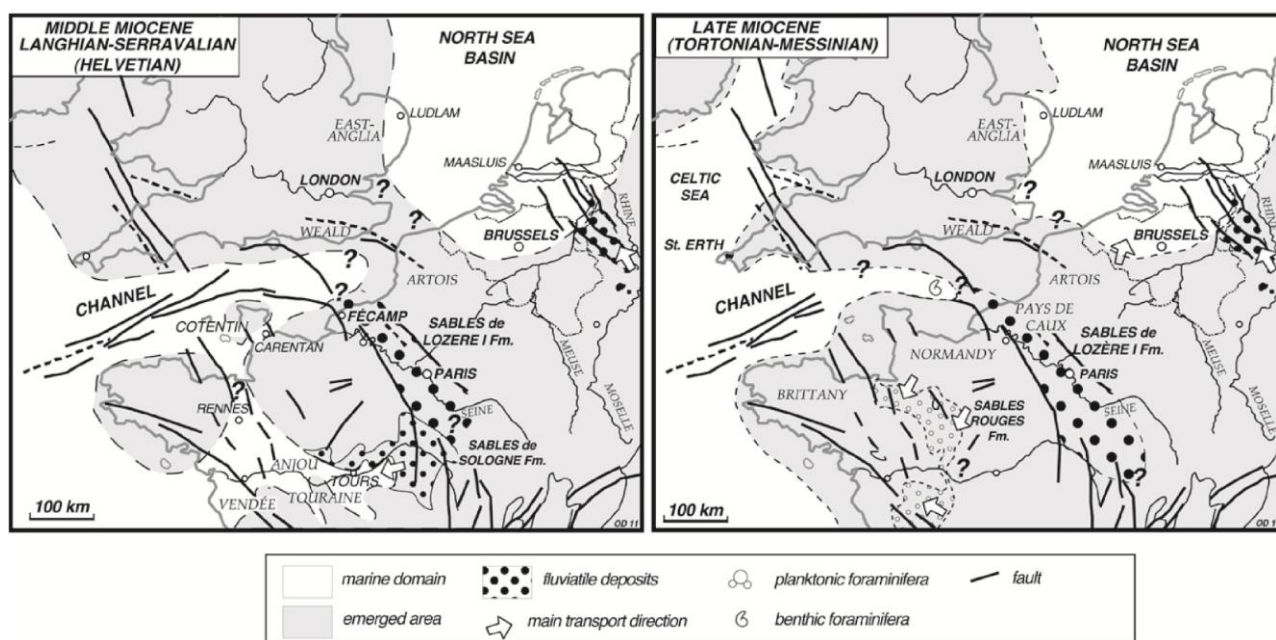 MIDDLE MIOCENE
LANGHIAN-SERRAVALIAN
(HELVETIAN)
NORTH SEA
BASIN
LUDLAM
EAST-
ANGLIA
MAASLUIS
LONDON
?
?
RHINE
WEALD
BRUSSELS
?
ARTOIS
CHANNEL
?
FÉCAMP
COTENTIN
CARENTAN
SABLES de
LOZERE I Fm.
MEUSE
PARIS
MOSELLE
?
RENNES
SEINE
?
SABLES de
SOLOGNE Fm.
ANJOU
TOURS
TOURAINE
VENDÉE
100 km
OD 11
LATE MIOCENE
(TORTONIAN-MESSINIAN)
NORTH SEA
BASIN
LUDLAM
EAST-
ANGLIA
MAASLUIS
CELTIC
SEA
LONDON
?
?
RHINE
WEALD
BRUSSELS
St. ERTH
?
ARTOIS
CHANNEL
?
PAYS DE
CAUX
NORMANDY
SABLES de
LOZÈRE I Fm.
MEUSE
PARIS
MOSELLE
BRITTANY
SABLES
ROUGES
Fm.
SEINE
?
?
100 km
marine domain
fluviatile deposits
planktonic foraminifera
fault
emerged area
main transport direction
benthic foraminifera